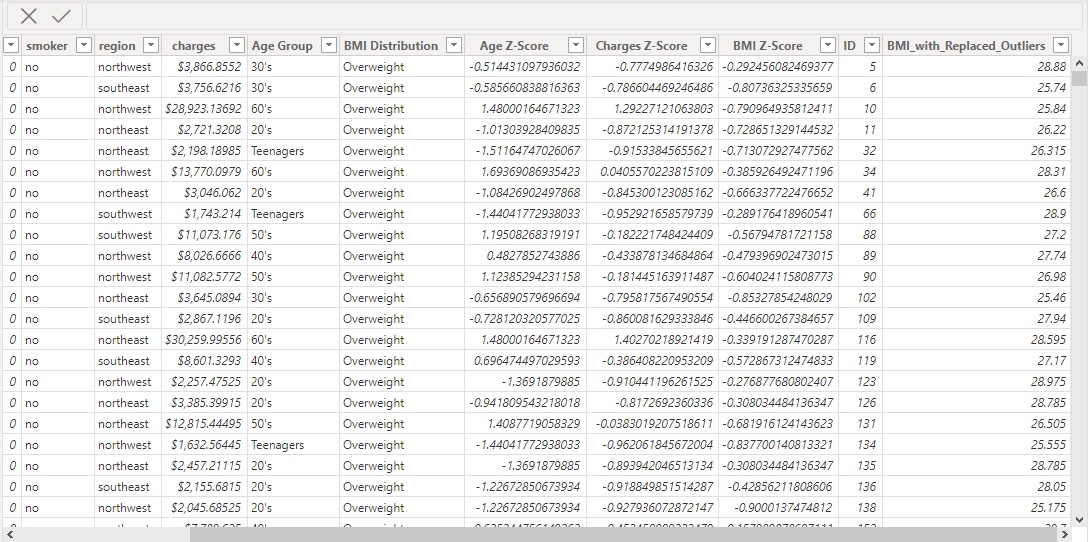 smoker region charges Age Group BMI Distribution Age Z-Score Charges Z-Score BMI Z-Score ID BMI_with_Replaced_Outliers
0 no northwest $3,866.8552 30's Overweight -0.514431097936032 -0.7774986416326 -0.292456082469377 5 28.88
0 no southeast $3,756.6216 30's Overweight -0.585660838816363 -0.786604469246486 -0.80736325335659 6 25.74
0 no northwest $28,923.13692 60's Overweight 1.48000164671323 1.29227121063803 -0.790964935812411 10 25.84
0 no northeast $2,721.3208 20's Overweight -1.01303928409835 -0.872125314191378 -0.728651329144532 11 26.22
0 no northeast $2,198.18985 Teenagers Overweight -1.51164747026067 -0.91533845655621 -0.713072927477562 32 26.315
0 no northwest $13,770.0979 60's Overweight 1.69369086935423 0.0405570223815109 -0.385926492471196 34 28.31
0 no northeast $3,046.062 20's Overweight -1.08426902497868 -0.845300123085162 -0.666337722476652 41 26.6
0 no southwest $1,743.214 Teenagers Overweight -1.44041772938033 -0.952921658579739 -0.289176418960541 66 28.9
0 no southwest $11,073.176 50's Overweight 1.19508268319191 -0.182221748424409 -0.56794781721158 88 27.2
0 no northwest $8,026.6666 40's Overweight 0.4827852743886 -0.433878134684864 -0.479396902473015 89 27.74
0 no northwest $11,082.5772 50's Overweight 1.12385294231158 -0.181445163911487 -0.604024115808773 90 26.98
0 no northeast $3,645.0894 30's Overweight -0.656890579696694 -0.795817567490554 -0.85327854248029 102 25.46
0 no southeast $2,867.1196 20's Overweight -0.728120320577025 -0.860081629333846 -0.446600267384657 109 27.94
0 no northeast $30,259.99556 60's Overweight 1.48000164671323 1.40270218921419 -0.339191287470287 116 28.595
0 no southeast $8,601.3293 40's Overweight 0.696474497029593 -0.386408220953209 -0.572867312474833 119 27.17
0 no northwest $2,257.47525 20's Overweight -1.3691879885 -0.910441196261525 -0.276877680802407 123 28.975
0 no northeast $3,385.39915 20's Overweight -0.941809543218018 -0.8172692360336 -0.308034484136347 126 28.785
0 no northeast $12,815.44495 50's Overweight 1.4087719058329 -0.0383019207518611 -0.681916124143623 131 26.505
0 no northwest $1,632.56445 Teenagers Overweight -1.44041772938033 -0.962061845672004 -0.837700140813321 134 25.555
0 no northeast $2,457.21115 20's Overweight -1.3691879885 -0.893942046513134 -0.308034484136347 135 28.785
0 no southeast $2,155.6815 20's Overweight -1.22672850673934 -0.918849851514287 -0.42856211808606 136 28.05
0 no northwest $2,045.68525 20's Overweight -1.22672850673934 -0.927936072872147 -0.9000137474812 138 25.175